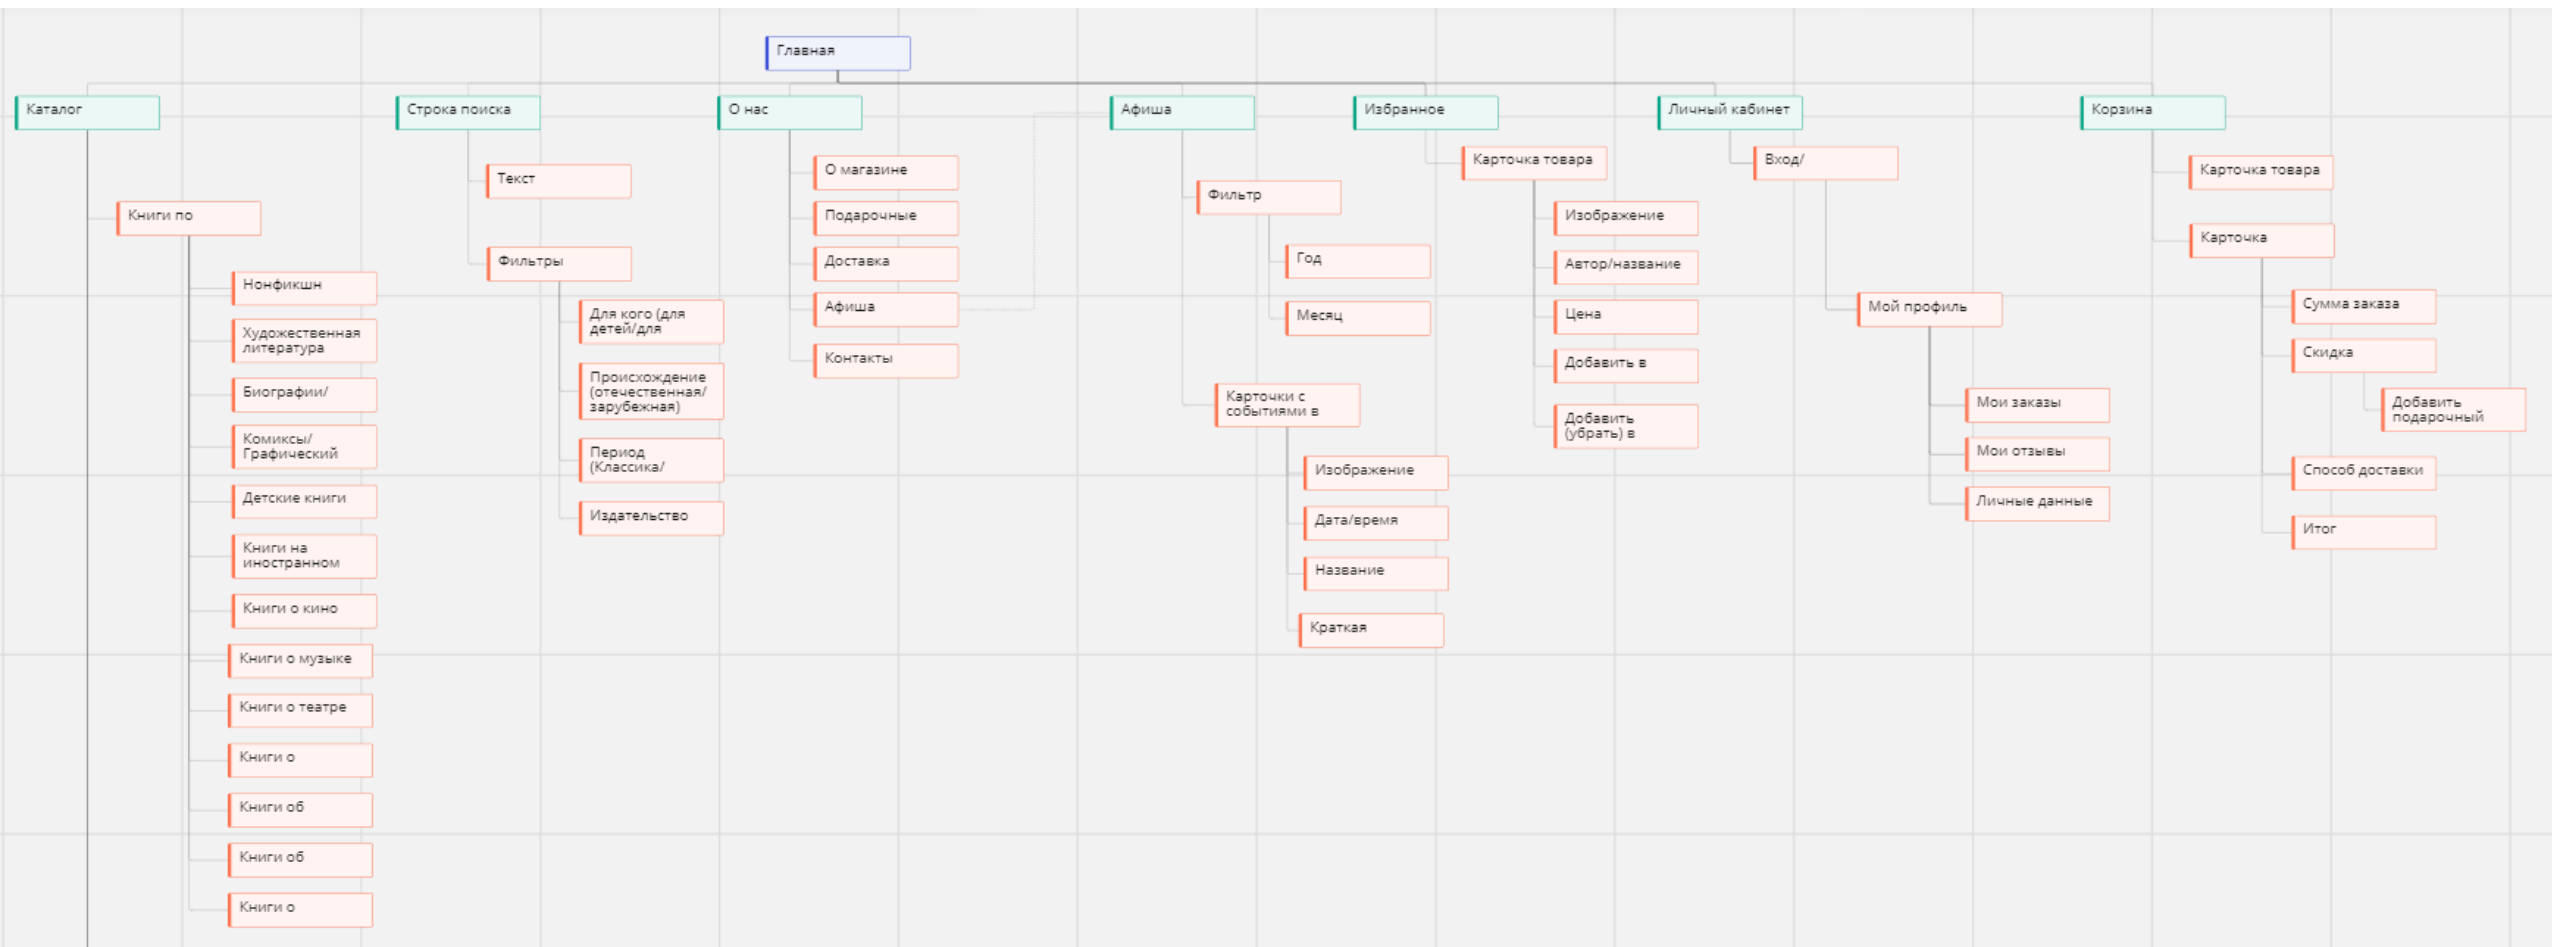 Главная
Каталог
Строка поиска
О нас
Афиша
Избранное
Личный кабинет
Корзина
Книги по
Нонфикшн
Художественная
литература
Биографии/
Комиксы/
Графический
Детские книги
Книги на
иностранном
Книги о кино
Книги о музыке
Книги о театре
Книги о
Книги об
Книги об
Книги о
Текст
Фильтры
Для кого (для
детей/для
Происхождение
(отечественная/
зарубежная)
Период
(Классика/
Издательство
О магазине
Подарочные
Доставка
Афиша
Контакты
Фильтр
Год
Месяц
Карточки с
событиями в
Изображение
Дата/время
Название
Краткая
Карточка товара
Изображение
Автор/название
Цена
Добавить в
Добавить
(убрать) в
Вход/
Мой профиль
Мои заказы
Мои отзывы
Личные данные
Карточка товара
Карточка
Сумма заказа
Скидка
Добавить
подарочный
Способ доставки
Итог